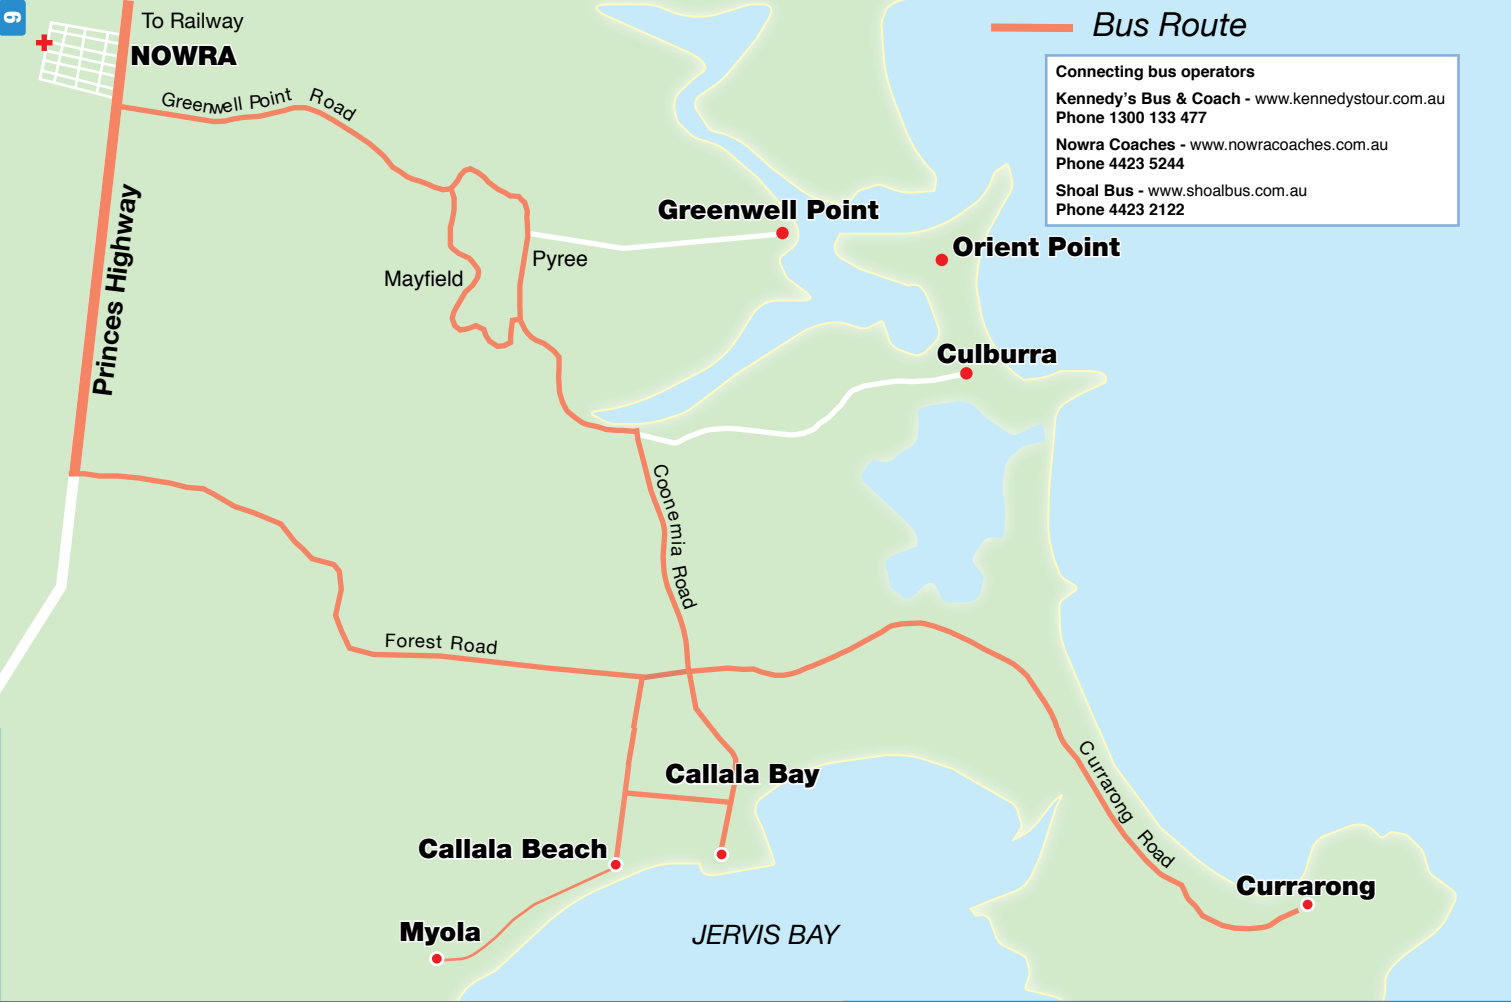 9
To Railway
NOWRA
Bus Route
Connecting bus operators
Kennedy's Bus & Coach - www.kennedystour.com.au
Phone 1300 133 477
Nowra Coaches - www.nowracoaches.com.au
Phone 4423 5244
Shoal Bus - www.shoalbus.com.au
Phone 4423 2122
Greenwell Point Road
Princes Highway
Greenwell Point
Orient Point
Pyree
Mayfield
Culburra
Coonemia Road
Forest Road
Callala Bay
Currarong Road
Callala Beach
Currarong
Myola
JERVIS BAY